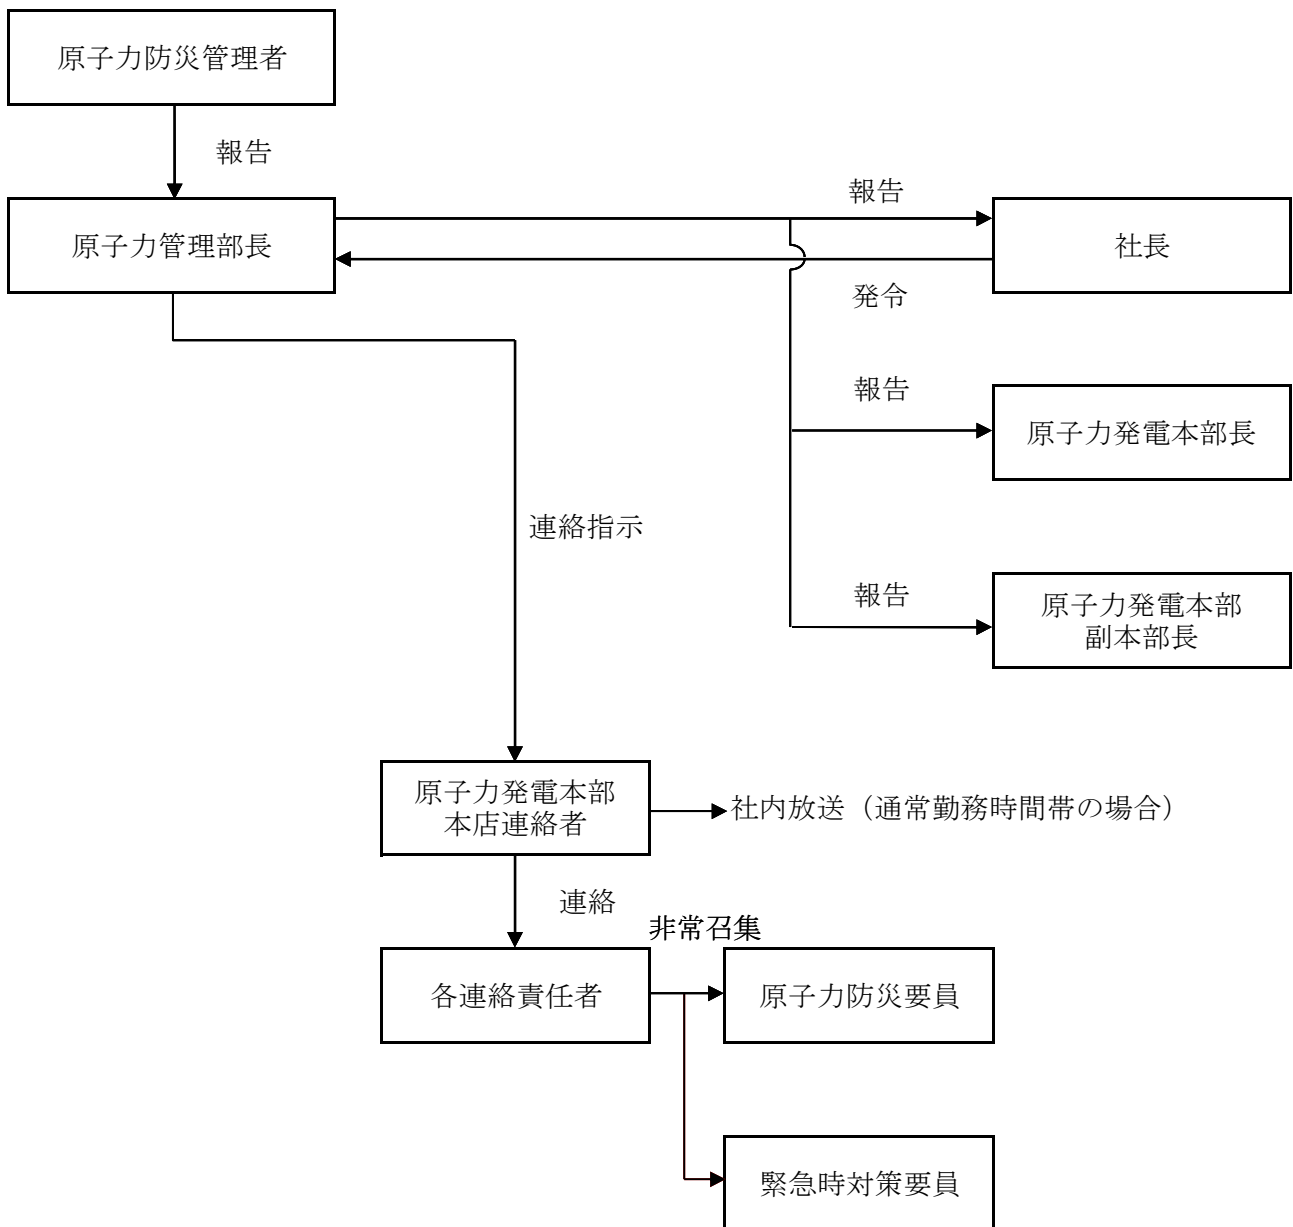 原子力防災管理者
報告
報告
原子力管理部長
社長
発令
報告
原子力発電本部長
連絡指示
報告
原子力発電本部
副本部長
原子力発電本部
本店連絡者
社内放送（通常勤務時間帯の場合）
連絡
非常召集
各連絡責任者
原子力防災要員
緊急時対策要員